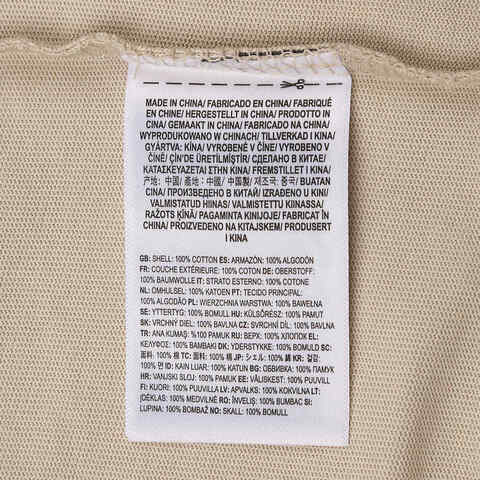 MADE IN CHINA/ FABRICADO EN CHINA/ FABRIQUÉ
EN CHINE/ HERGESTELLT IN CHINA/ PRODOTTO IN
CINA/ GEMAAKT IN CHINA/ FABRICADO NA CHINA/
WYPRODUKOWANO W CHINACH/ TILLVERKAD I KINA/
GYÁRTVA: KÍNA/ VYROBENÉ V ČÍNE/ VYROBENO V
ČÍNĚ/ ÇİN'DE ÜRETİLMİŞTİR/ СДЕЛАНО В КИТАЕ/
ΚΑΤΑΣΚΕΥΑΖΕΤΑΙ ΣΤΗΝ ΚΙΝΑ/ FREMSTILLET I KINA/
产地: 中国/ 產地: 中國/ 中国製/ 제조국: 중국/ BUATAN
CINA/ ПРОИЗВЕДЕНО В КИТАЙ/ IZRAĐENO U KINI/
VALMISTATUD HIINAS/ VALMISTETTU KIINASSA/
RAŽOTS ĶĪNĀ/ PAGAMINTA KINIJOJE/ FABRICAT ÎN
CHINA/ PROIZVEDENO NA KITAJSKEM/ PRODUSERT
I KINA
GB: SHELL: 100% COTTON ES: ARMAZÓN: 100% ALGODÓN
FR: COUCHE EXTÉRIEURE: 100% COTON DE: OBERSTOFF:
100% BAUMWOLLE IT: STRATO ESTERNO: 100% COTONE
NL: OMHULSEL: 100% KATOEN PT: TECIDO PRINCIPAL:
100% ALGODÃO PL: WIERZCHNIA WARSTWA: 100% BAWEŁNA
SE: YTTERTYG: 100% BOMULL HU: KÜLSŐRÉSZ: 100% PAMUT
SK: VRCHNÝ DIEL: 100% BAVLNA CZ: SVRCHNÍ DÍL: 100% BAVLNA
TR: ANA KUMAŞ: %100 PAMUK RU: ВЕРХ: 100% ХЛОПОК EL:
ΚΕΛΥΦΟΣ: 100% ΒΑΜΒΑΚΙ DK: YDERSTYKKE: 100% BOMULD SC:
面料: 100% 棉 TC: 面料: 100% 棉 JP: シェル: 100% 綿 KR: 겉감:
100% 면 ID: KAIN LUAR: 100% KATUN BG: ОБВИВКА: 100% ПАМУК
HR: VANJSKI SLOJ: 100% PAMUK EE: VÄLISKEST: 100% PUUVILL
FI: KUORI: 100% PUUVILLA LV: APVALKS: 100% KOKVILNA
LT: IŠORĖ: 100% MEDVILNĖ RO: ÎNVELIȘ: 100% BUMBAC SI:
LUPINA: 100% BOMBAŽ NO: SKALL: 100% BOMULL